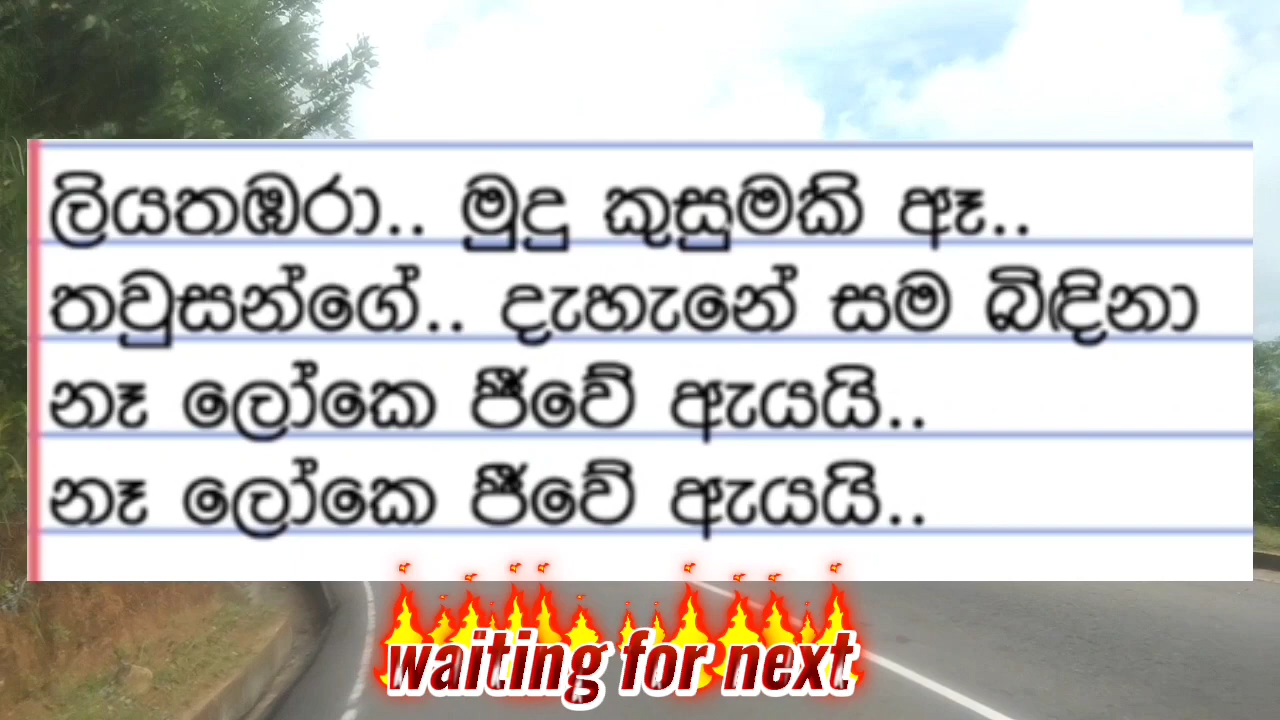 ලියතඹරා.. මුදු කුසුමකි ඈ..
තවුසන්ගේ.. දැහැනේ සම බිඳිනා
නෑ ලෝකෙ ජීවේ ඇයයි..
නෑ ලෝකෙ ජීවේ ඇයයි..
waiting for next